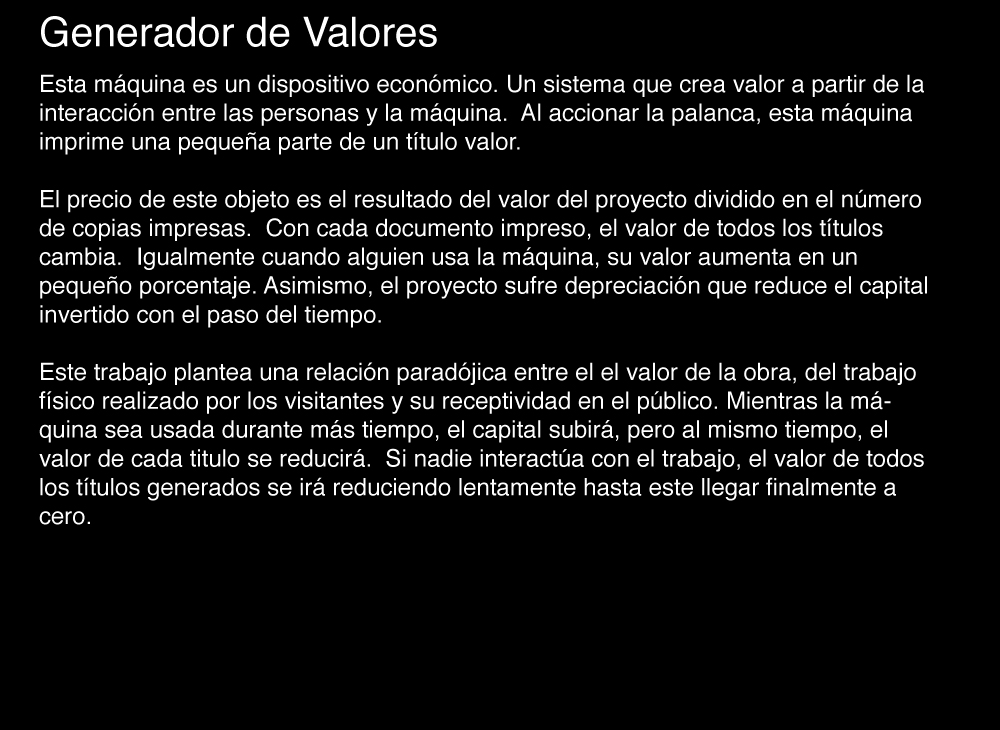 Generador de Valores
Esta máquina es un dispositivo económico. Un sistema que crea valor a partir de la
interacción entre las personas y la máquina.  Al accionar la palanca, esta máquina
imprime una pequeña parte de un título valor.
El precio de este objeto es el resultado del valor del proyecto dividido en el número
de copias impresas.  Con cada documento impreso, el valor de todos los títulos
cambia.  Igualmente cuando alguien usa la máquina, su valor aumenta en un
pequeño porcentaje. Asimismo, el proyecto sufre depreciación que reduce el capital
invertido con el paso del tiempo.
Este trabajo plantea una relación paradójica entre el el valor de la obra, del trabajo
físico realizado por los visitantes y su receptividad en el público. Mientras la má-
quina sea usada durante más tiempo, el capital subirá, pero al mismo tiempo, el
valor de cada titulo se reducirá.  Si nadie interactúa con el trabajo, el valor de todos
los títulos generados se irá reduciendo lentamente hasta este llegar finalmente a
cero.